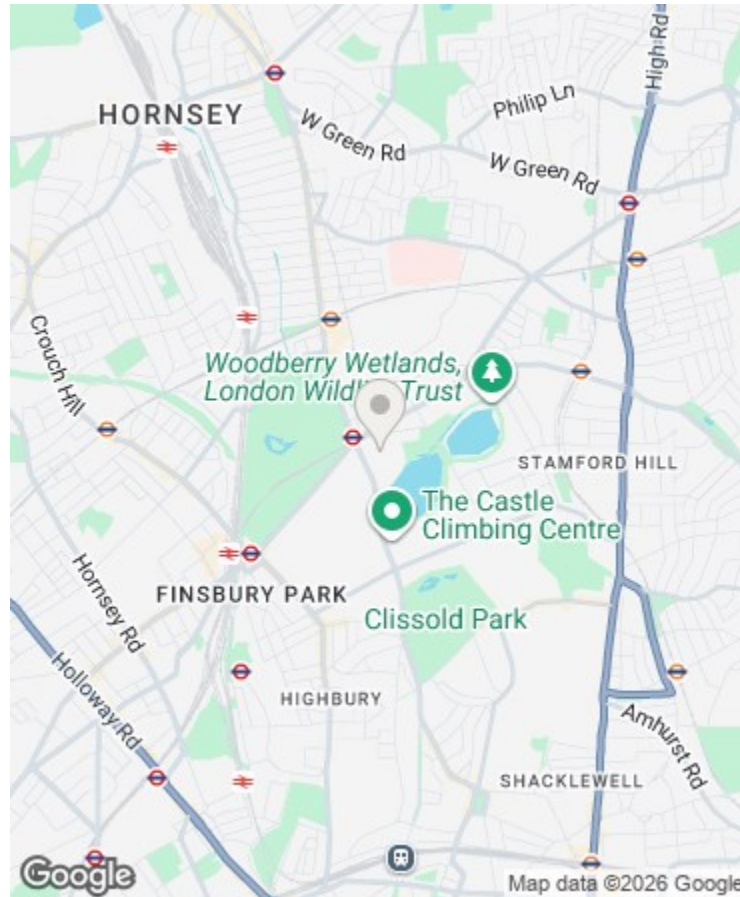 High Rd
HORNSEY
Philip Ln
W Green Rd
W Green Rd
Crouch Hill
Woodberry Wetlands,
London Wildlife Trust
STAMFORD HILL
The Castle
Climbing Centre
Hornsey Rd
FINSBURY PARK
Clissold Park
Holloway Rd
HIGHBURY
Amhurst Rd
SHACKLEWELL
Google
Map data ©2026 Google